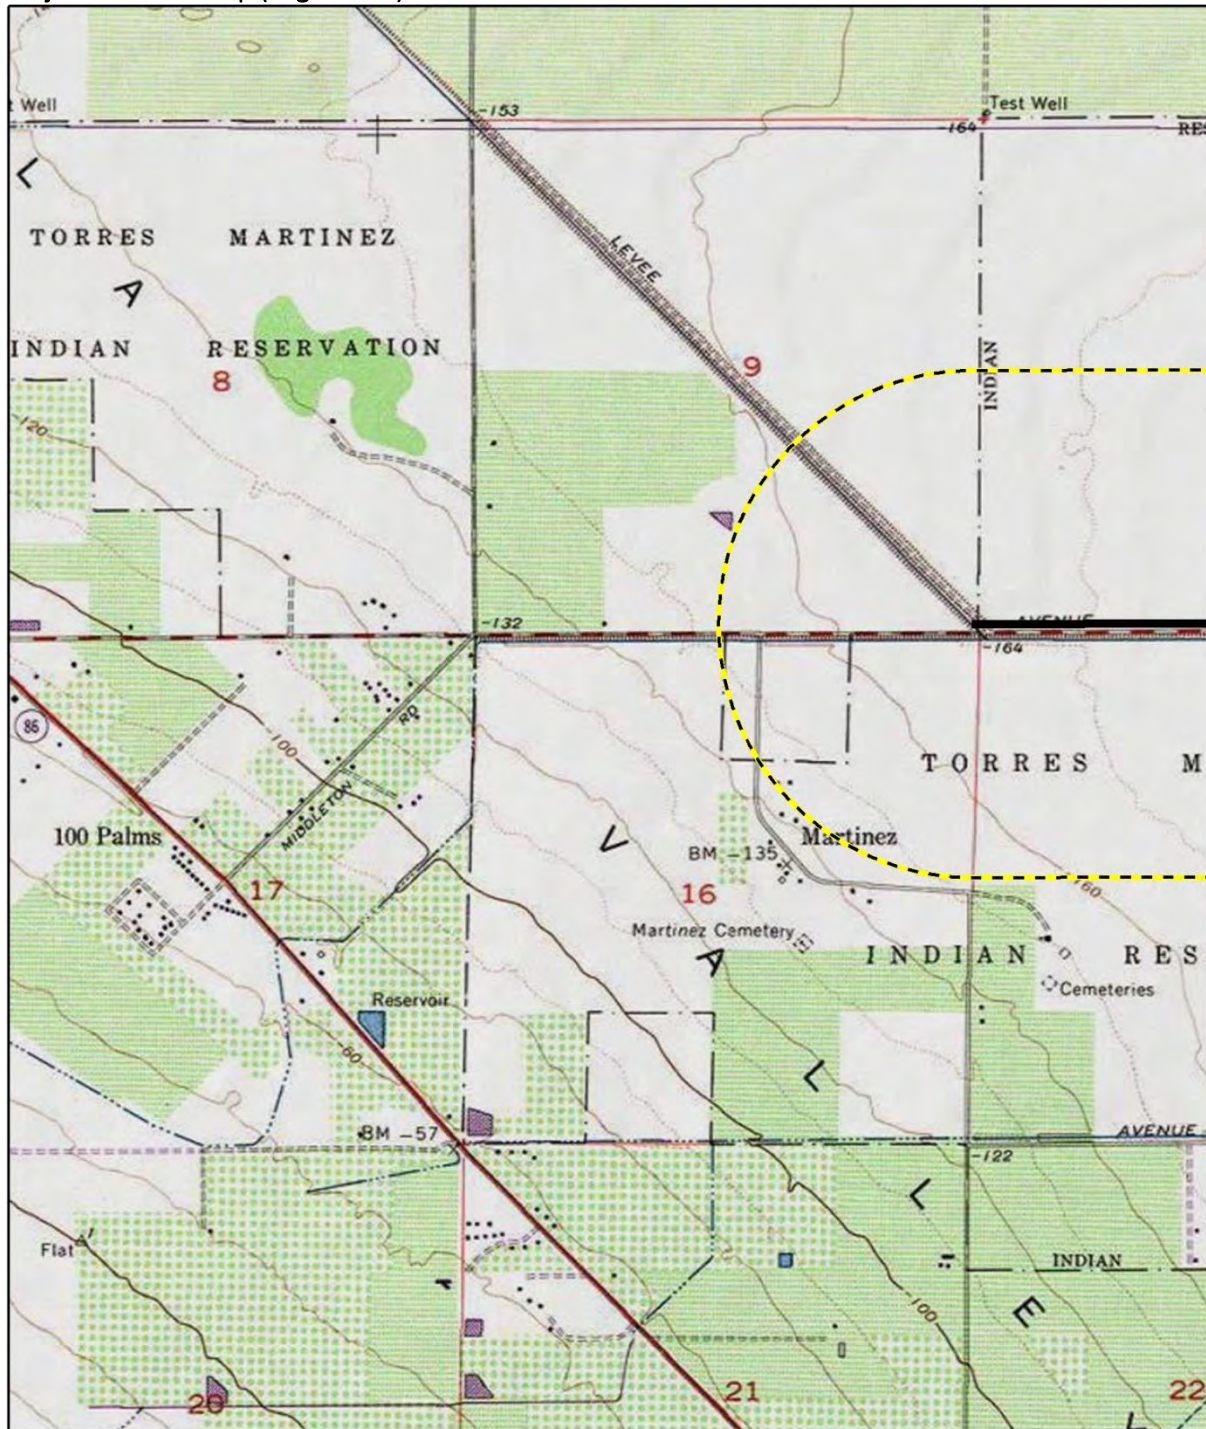 Well
-153
Test Well
-164
L
TORRES MARTINEZ
LEVEE
A
INDIAN RESERVATION
8
9
INDIAN
-120
-132
AVENUE
-164
86
RD
-100
TORRES M
MIDDLETON
100 Palms
V
Martinez
BM -135
17
16
-160
Martinez Cemetery
A
INDIAN RES
Cemeteries
Reservoir
-80
L
BM -57
AVENUE
-122
L
Flat
INDIAN
E
-100
20
21
22